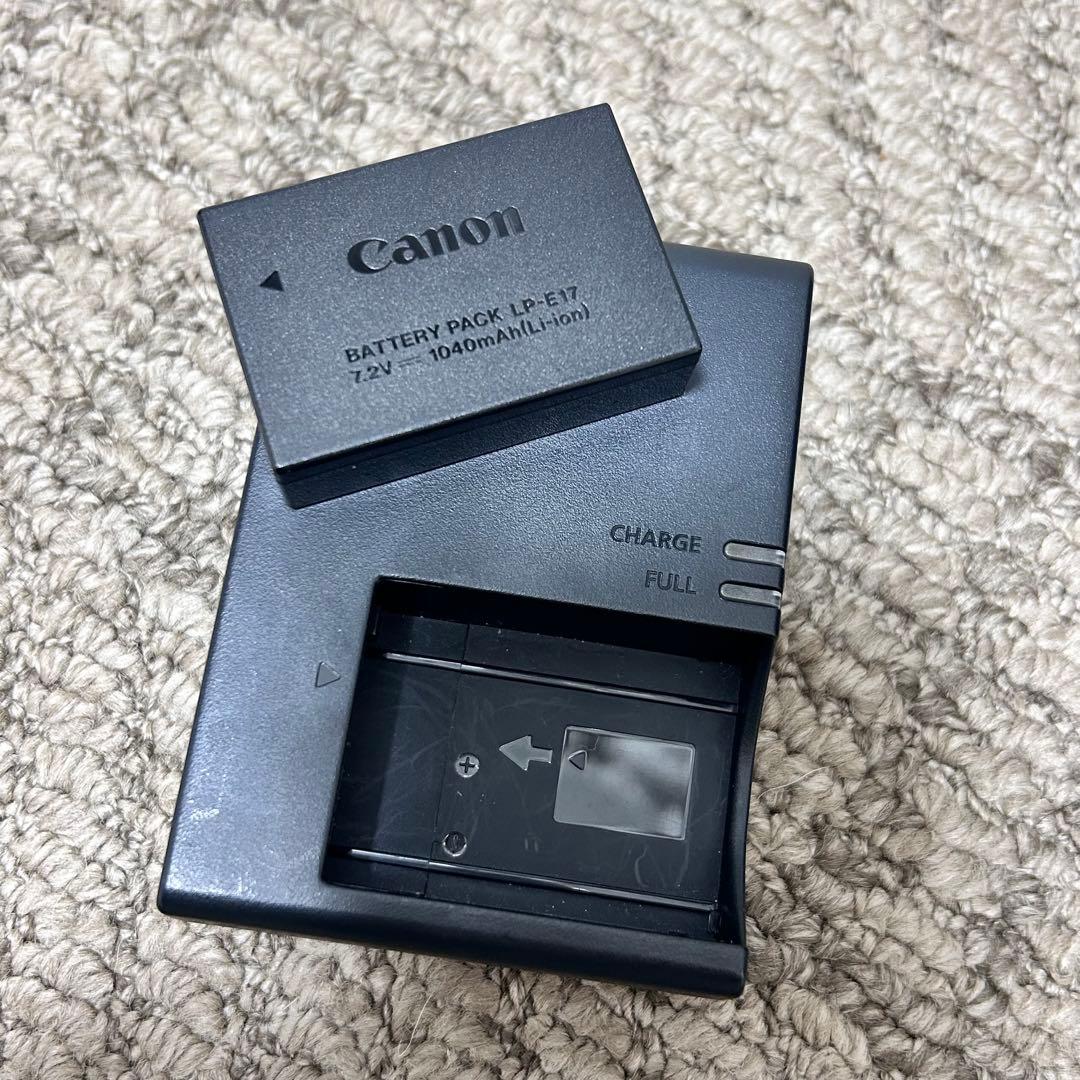 Canon
BATTERY PACK LP-E17
7.2V ⎓ 1040mAh(Li-ion)
CHARGE
FULL
+